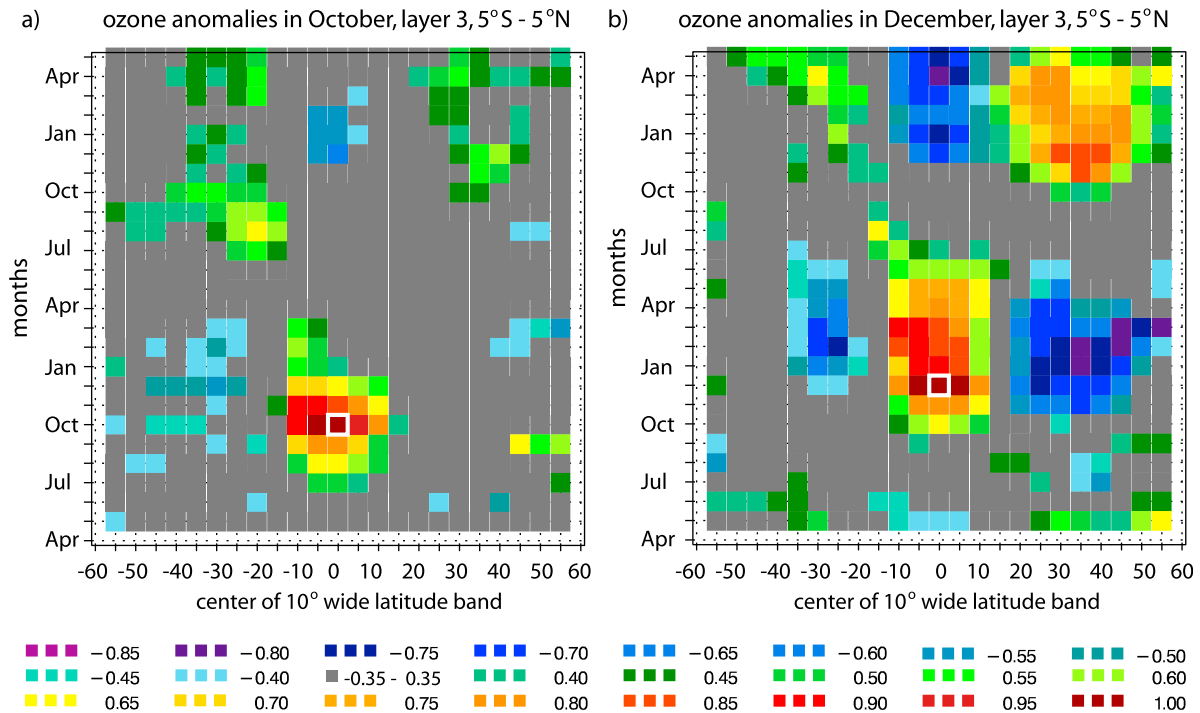 a) ozone anomalies in October, layer 3, 5°S - 5°N
b) ozone anomalies in December, layer 3, 5°S - 5°N
months
Apr
Jan
Oct
Jul
Apr
Jan
Oct
Jul
Apr
-60 -50 -40 -30 -20 -10 0 10 20 30 40 50 60
center of 10° wide latitude band
months
Apr
Jan
Oct
Jul
Apr
Jan
Oct
Jul
Apr
-60 -50 -40 -30 -20 -10 0 10 20 30 40 50 60
center of 10° wide latitude band
−0.85 −0.80 −0.75 −0.70 −0.65 −0.60 −0.55 −0.50
−0.45 −0.40 -0.35 - 0.35 0.40 0.45 0.50 0.55 0.60
0.65 0.70 0.75 0.80 0.85 0.90 0.95 1.00